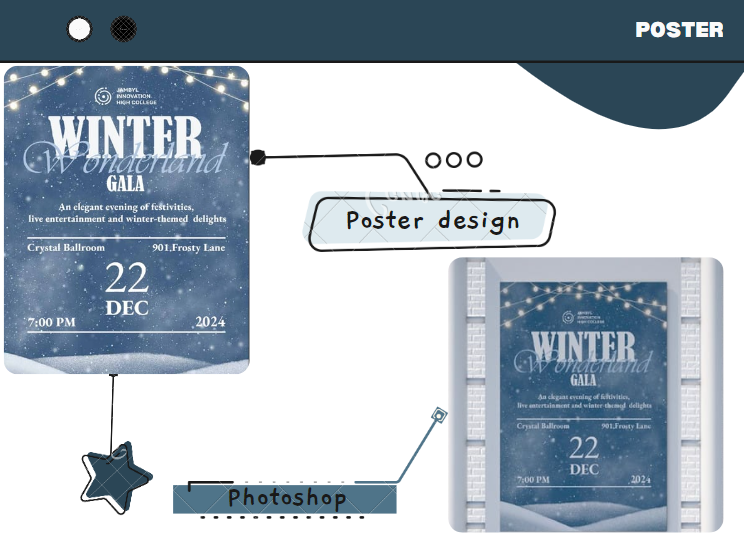 POSTER
JAMBYL
INNOVATION
HIGH COLLEGE
WINTER
Wonderland
GALA
An elegant evening of festivities,
live entertainment and winter-themed delights
Crystal Ballroom 901,Frosty Lane
22
DEC
7:00 PM 2024
Poster design
JAMBYL
INNOVATION
HIGH COLLEGE
WINTER
Wonderland
GALA
An elegant evening of festivities,
live entertainment and winter-themed delights
Crystal Ballroom 901,Frosty Lane
22
DEC
7:00 PM 2024
Photoshop